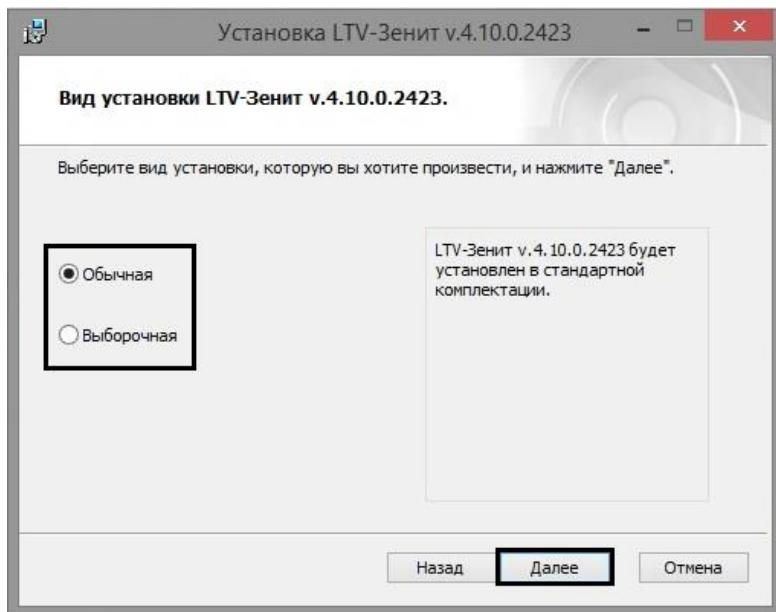 Установка LTV-Зенит v.4.10.0.2423
Вид установки LTV-Зенит v.4.10.0.2423.
Выберите вид установки, которую вы хотите произвести, и нажмите "Далее".
Обычная
Выборочная
LTV-Зенит v.4.10.0.2423 будет
установлен в стандартной
комплектации.
Назад Далее Отмена